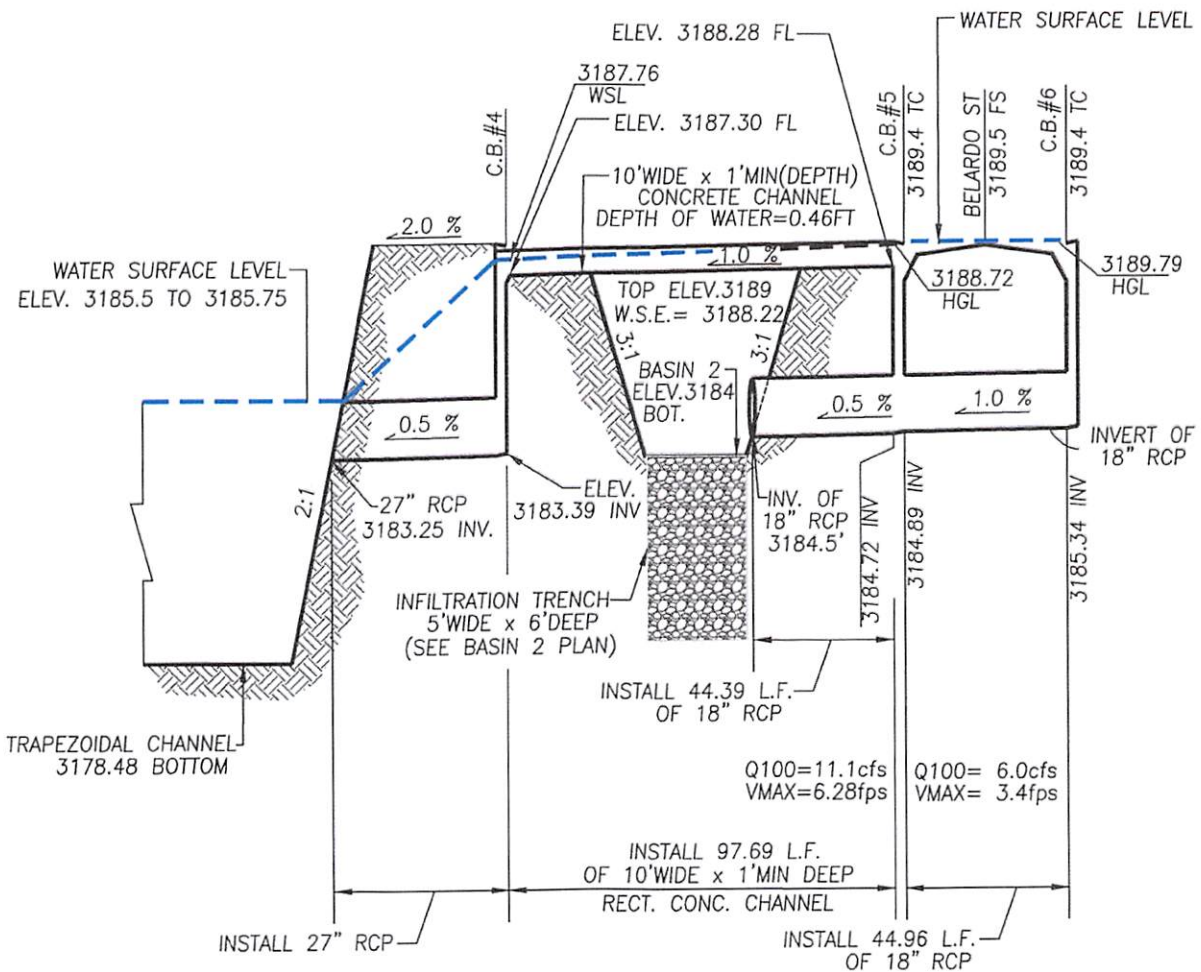 WATER SURFACE LEVEL
ELEV. 3188.28 FL
3187.76
WSL
ELEV. 3187.30 FL
C.B.#4
C.B.#5
3189.4 TC
BELARDO ST
3189.5 FS
C.B.#6
3189.4 TC
10'WIDE x 1'MIN(DEPTH)
CONCRETE CHANNEL
DEPTH OF WATER=0.46FT
2.0 %
WATER SURFACE LEVEL
ELEV. 3185.5 TO 3185.75
1.0 %
TOP ELEV.3189
W.S.E.= 3188.22
3188.72
HGL
3189.79
HGL
3:1
3:1
BASIN 2
ELEV.3184
BOT.
0.5 %
0.5 %
1.0 %
INVERT OF
18" RCP
2:1
27" RCP
3183.25 INV.
ELEV.
3183.39 INV
INV. OF
18" RCP
3184.5'
3184.72 INV
3184.89 INV
3185.34 INV
INFILTRATION TRENCH
5'WIDE x 6'DEEP
(SEE BASIN 2 PLAN)
INSTALL 44.39 L.F.
OF 18" RCP
TRAPEZOIDAL CHANNEL
3178.48 BOTTOM
Q100=11.1cfs
VMAX=6.28fps
Q100= 6.0cfs
VMAX= 3.4fps
INSTALL 97.69 L.F.
OF 10'WIDE x 1'MIN DEEP
RECT. CONC. CHANNEL
INSTALL 27" RCP
INSTALL 44.96 L.F.
OF 18" RCP